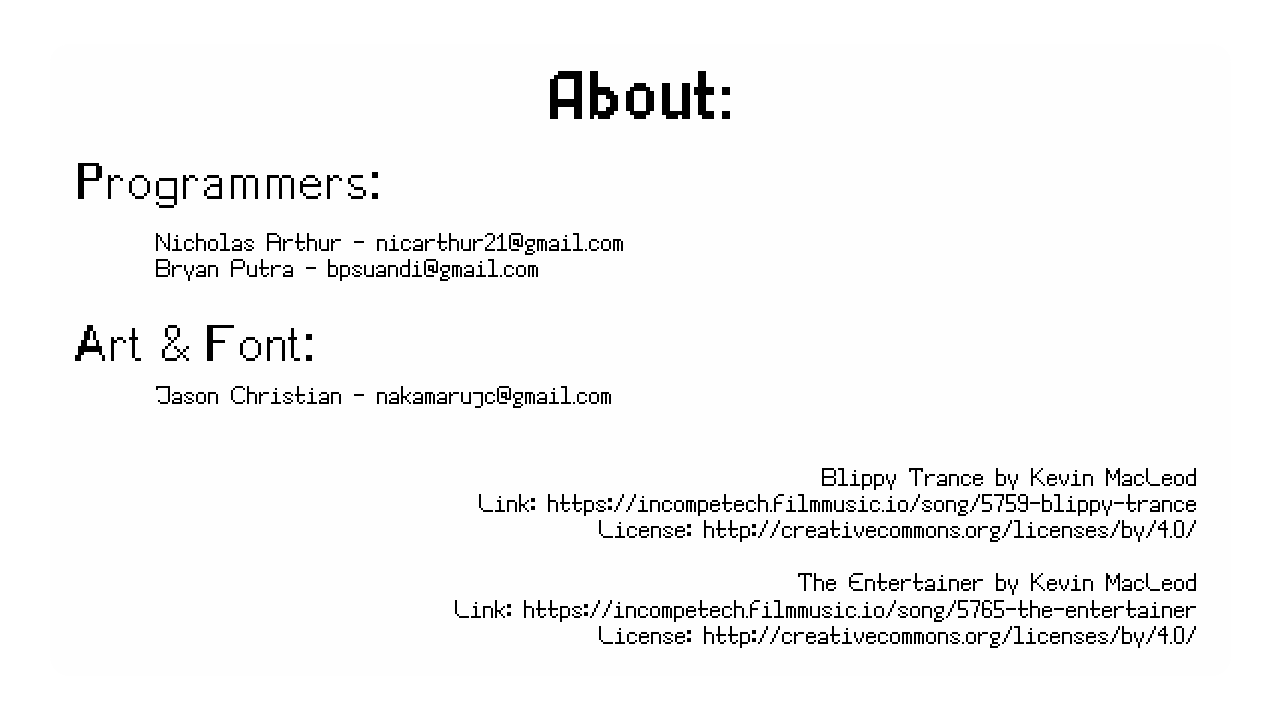 About:
Programmers:
Nicholas Arthur - nicarthur21@gmail.com
Bryan Putra - bpsuandi@gmail.com
Art & Font:
Jason Christian - nakamarujc@gmail.com
Blippy Trance by Kevin MacLeod
Link: https://incompetech.filmmusic.io/song/5759-blippy-trance
License: http://creativecommons.org/licenses/by/4.0/
The Entertainer by Kevin MacLeod
Link: https://incompetech.filmmusic.io/song/5765-the-entertainer
License: http://creativecommons.org/licenses/by/4.0/